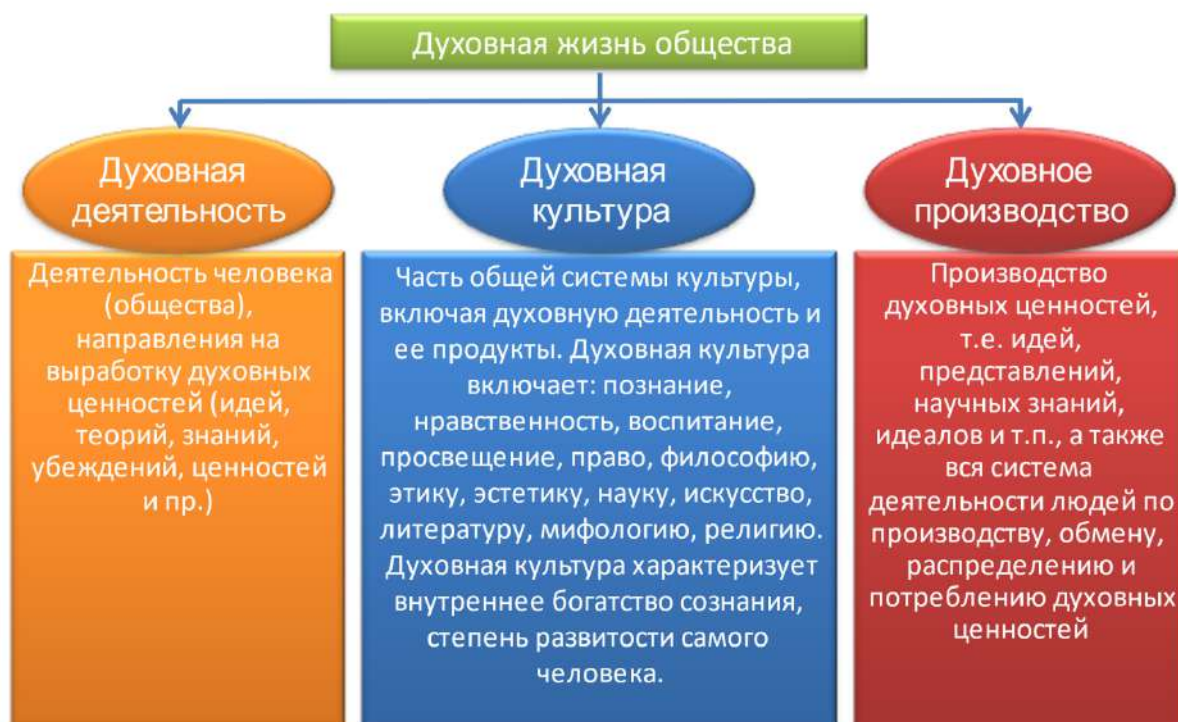 Духовная жизнь общества
Духовная
деятельность
Деятельность человека
(общества),
направления на
выработку духовных
ценностей (идей,
теорий, знаний,
убеждений, ценностей
и пр.)
Духовная
культура
Часть общей системы культуры,
включая духовную деятельность и
ее продукты. Духовная культура
включает: познание,
нравственность, воспитание,
просвещение, право, философию,
этику, эстетику, науку, искусство,
литературу, мифологию, религию.
Духовная культура характеризует
внутреннее богатство сознания,
степень развитости самого
человека.
Духовное
производство
Производство
духовных ценностей,
т.е. идей,
представлений,
научных знаний,
идеалов и т.п., а также
вся система
деятельности людей по
производству, обмену,
распределению и
потреблению духовных
ценностей